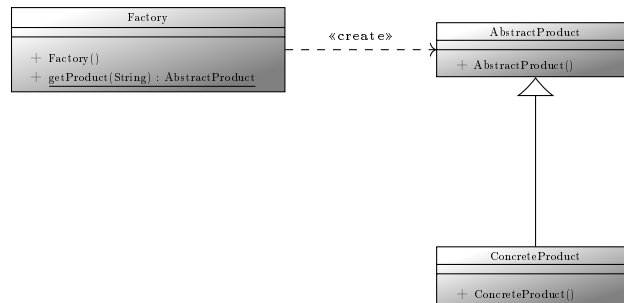 Factory
+ Factory()
+ getProduct(String) : AbstractProduct
«create»
AbstractProduct
+ AbstractProduct()
ConcreteProduct
+ ConcreteProduct()